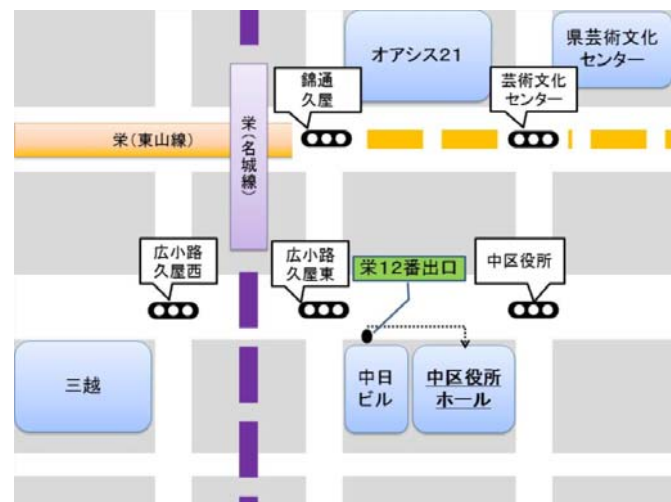 オアシス21
県芸術文化
センター
錦通
久屋
芸術文化
センター
栄(東山線)
栄(名城線)
広小路
久屋西
広小路
久屋東
栄12番出口
中区役所
三越
中日
ビル
中区役所
ホール